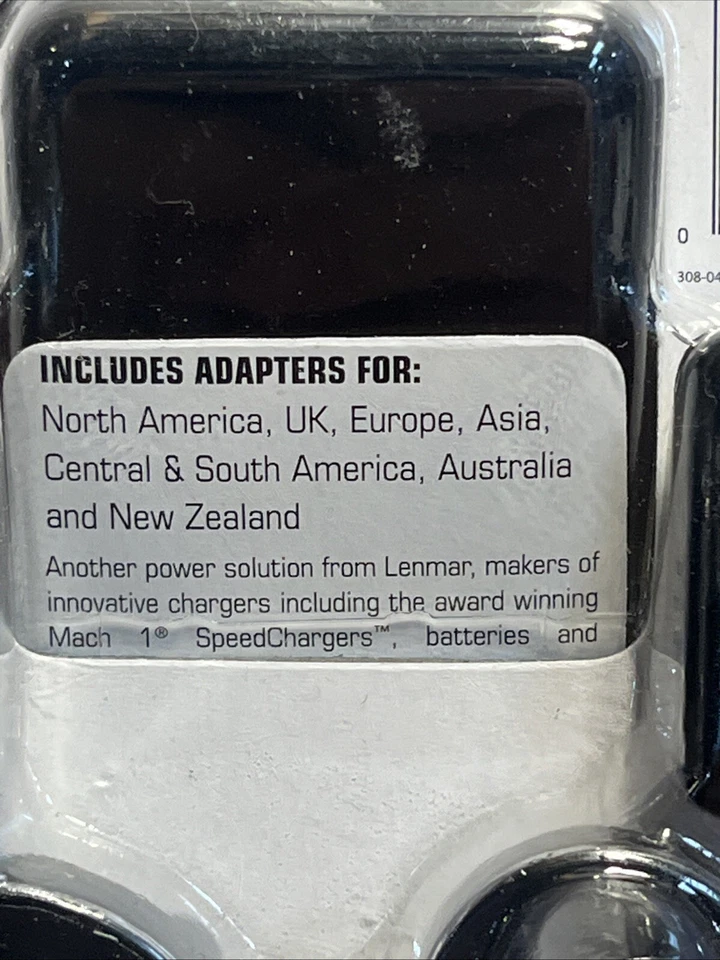 0
308-04
INCLUDES ADAPTERS FOR:
North America, UK, Europe, Asia,
Central & South America, Australia
and New Zealand
Another power solution from Lenmar, makers of
innovative chargers including the award winning
Mach 1® SpeedChargers™, batteries and